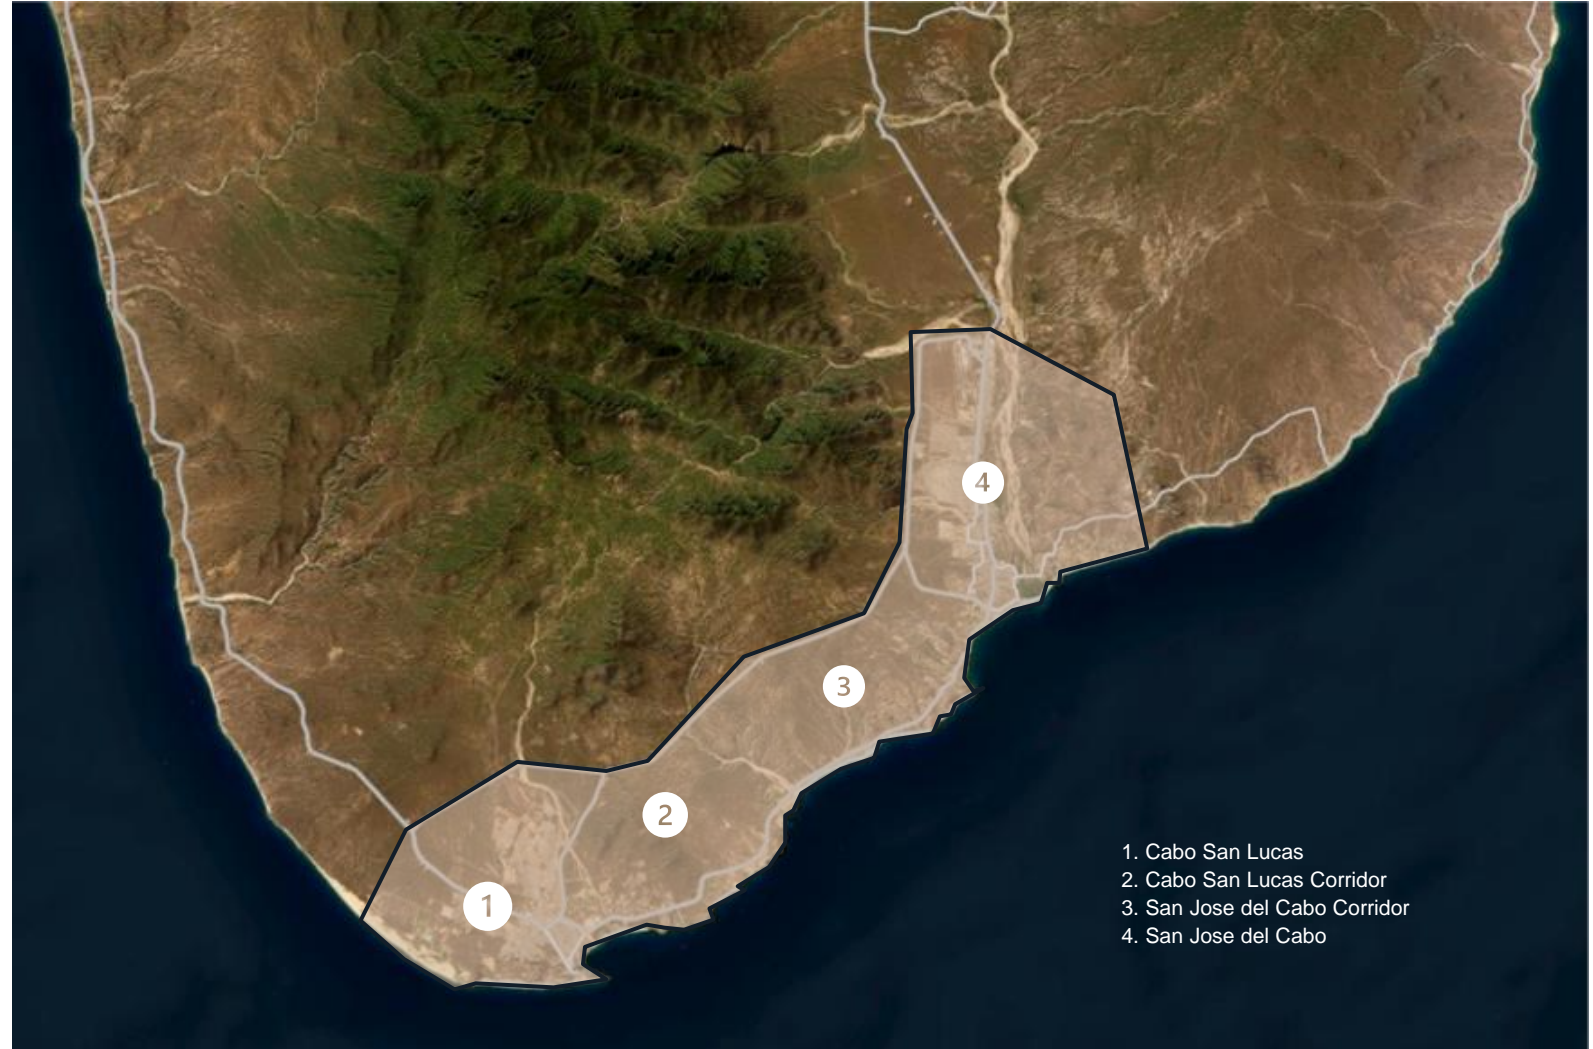 4
3
2
1
1. Cabo San Lucas
2. Cabo San Lucas Corridor
3. San Jose del Cabo Corridor
4. San Jose del Cabo